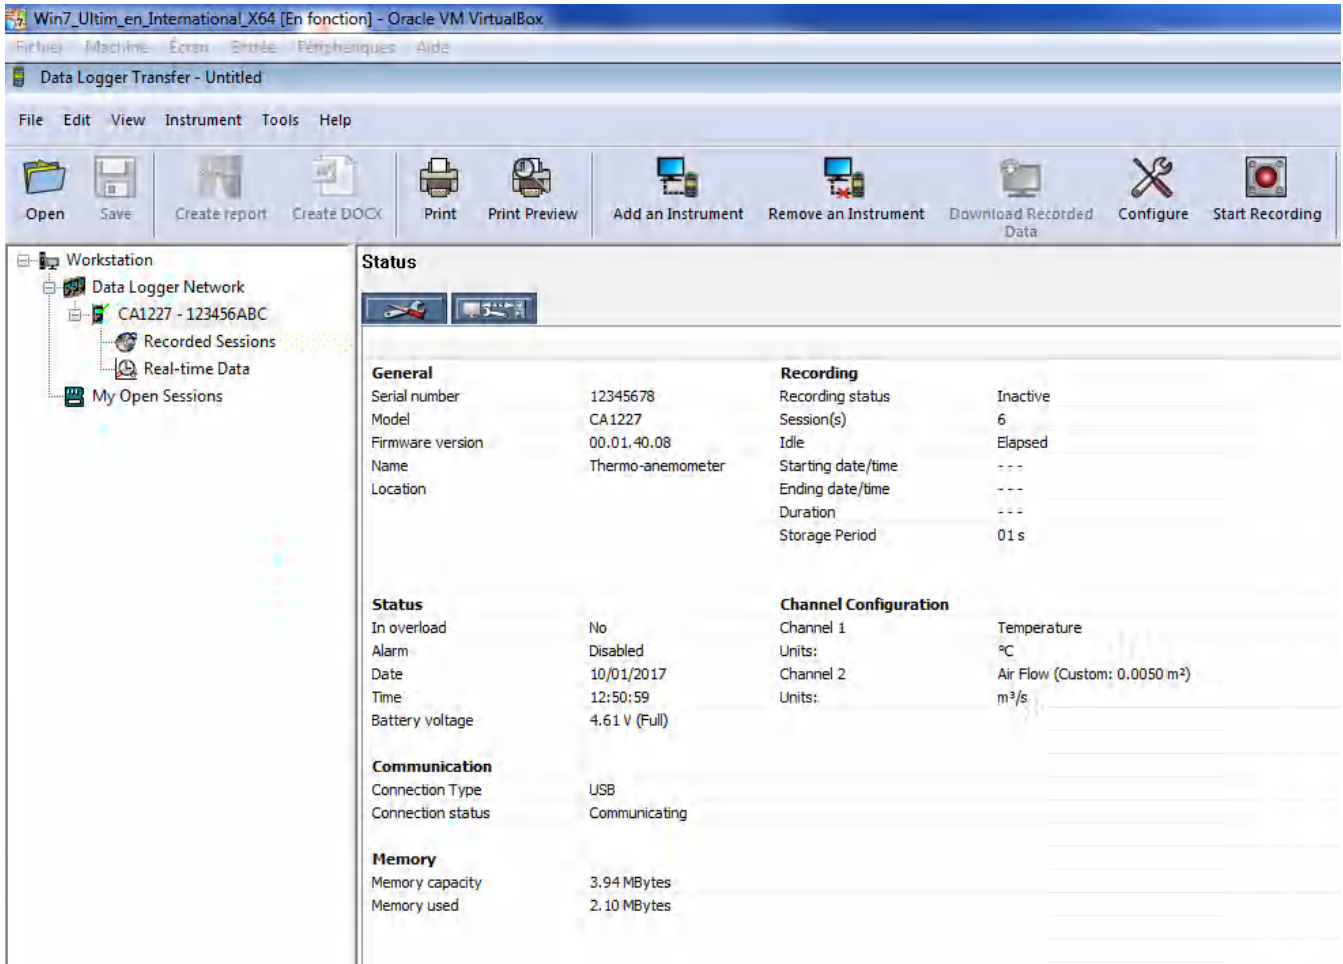 Win7_Ultim_en_International_X64 [En fonction] - Oracle VM VirtualBox
Fichier Machine Écran Entrée Périphériques Aide
Data Logger Transfer - Untitled
File Edit View Instrument Tools Help
Open Save Create report Create DOCX Print Print Preview Add an Instrument Remove an Instrument Download Recorded Data Configure Start Recording
Workstation
Data Logger Network
CA1227 - 123456ABC
Recorded Sessions
Real-time Data
My Open Sessions
Status
General
Serial number 12345678
Model CA1227
Firmware version 00.01.40.08
Name Thermo-anemometer
Location
Recording
Recording status Inactive
Session(s) 6
Idle Elapsed
Starting date/time - - -
Ending date/time - - -
Duration - - -
Storage Period 01 s
Status
In overload No
Alarm Disabled
Date 10/01/2017
Time 12:50:59
Battery voltage 4.61 V (Full)
Channel Configuration
Channel 1 Temperature
Units: °C
Channel 2 Air Flow (Custom: 0.0050 m²)
Units: m³/s
Communication
Connection Type USB
Connection status Communicating
Memory
Memory capacity 3.94 MBytes
Memory used 2.10 MBytes